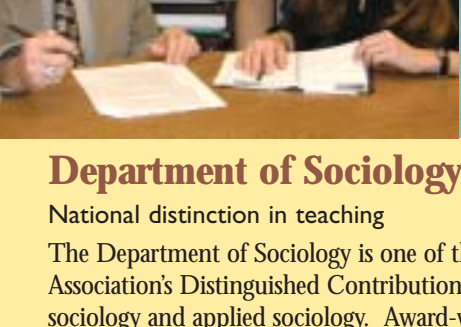 Department of Sociology
National distinction in teaching
The Department of Sociology is one of
Association's Distinguished Contribution
sociology and applied sociology. Award-